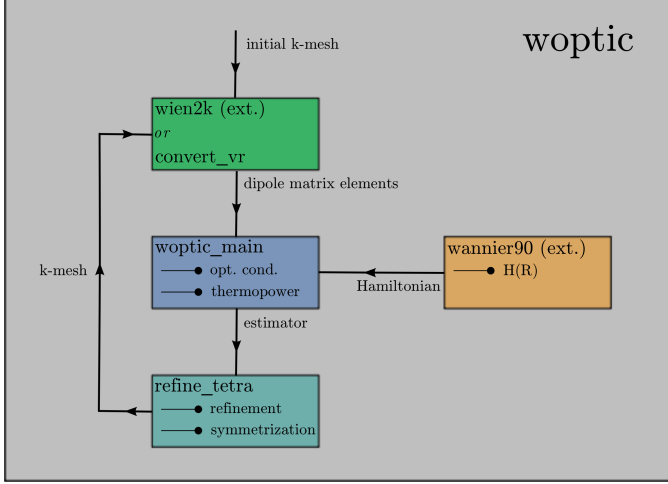 woptic
initial k-mesh
wien2k (ext.)
or
convert_vr
dipole matrix elements
woptic_main
opt. cond.
thermopower
wannier90 (ext.)
H(R)
Hamiltonian
k-mesh
estimator
refine_tetra
refinement
symmetrization